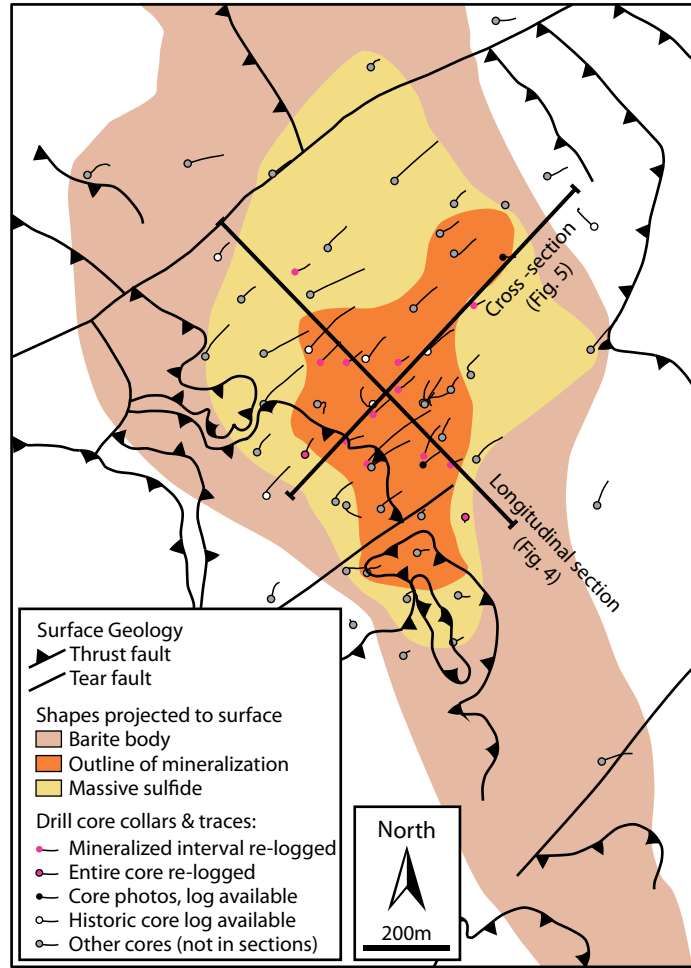 Cross -section
(Fig. 5)
Longitudinal section
(Fig. 4)
Surface Geology
Thrust fault
Tear fault
Shapes projected to surface
Barite body
Outline of mineralization
Massive sulfide
Drill core collars & traces:
Mineralized interval re-logged
Entire core re-logged
Core photos, log available
Historic core log available
Other cores (not in sections)
North
200m